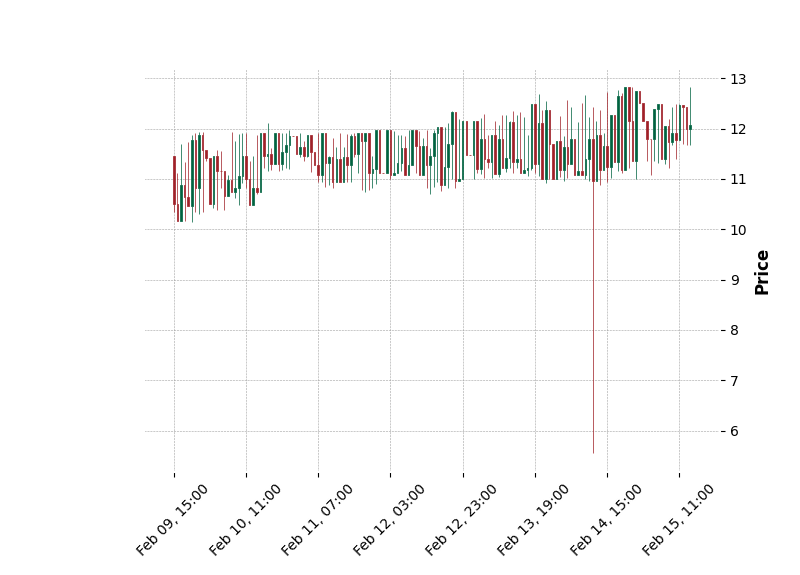 13
12
11
10
9
8
7
6
Price
Feb 09, 15:00
Feb 10, 11:00
Feb 11, 07:00
Feb 12, 03:00
Feb 12, 23:00
Feb 13, 19:00
Feb 14, 15:00
Feb 15, 11:00